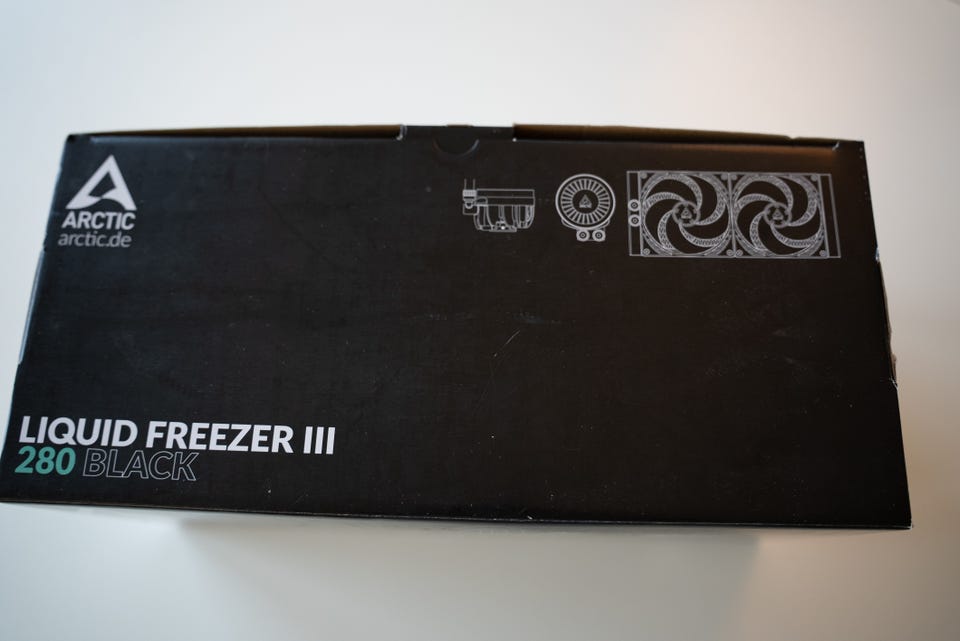 ARCTIC
arctic.de
LIQUID FREEZER III
280 BLACK